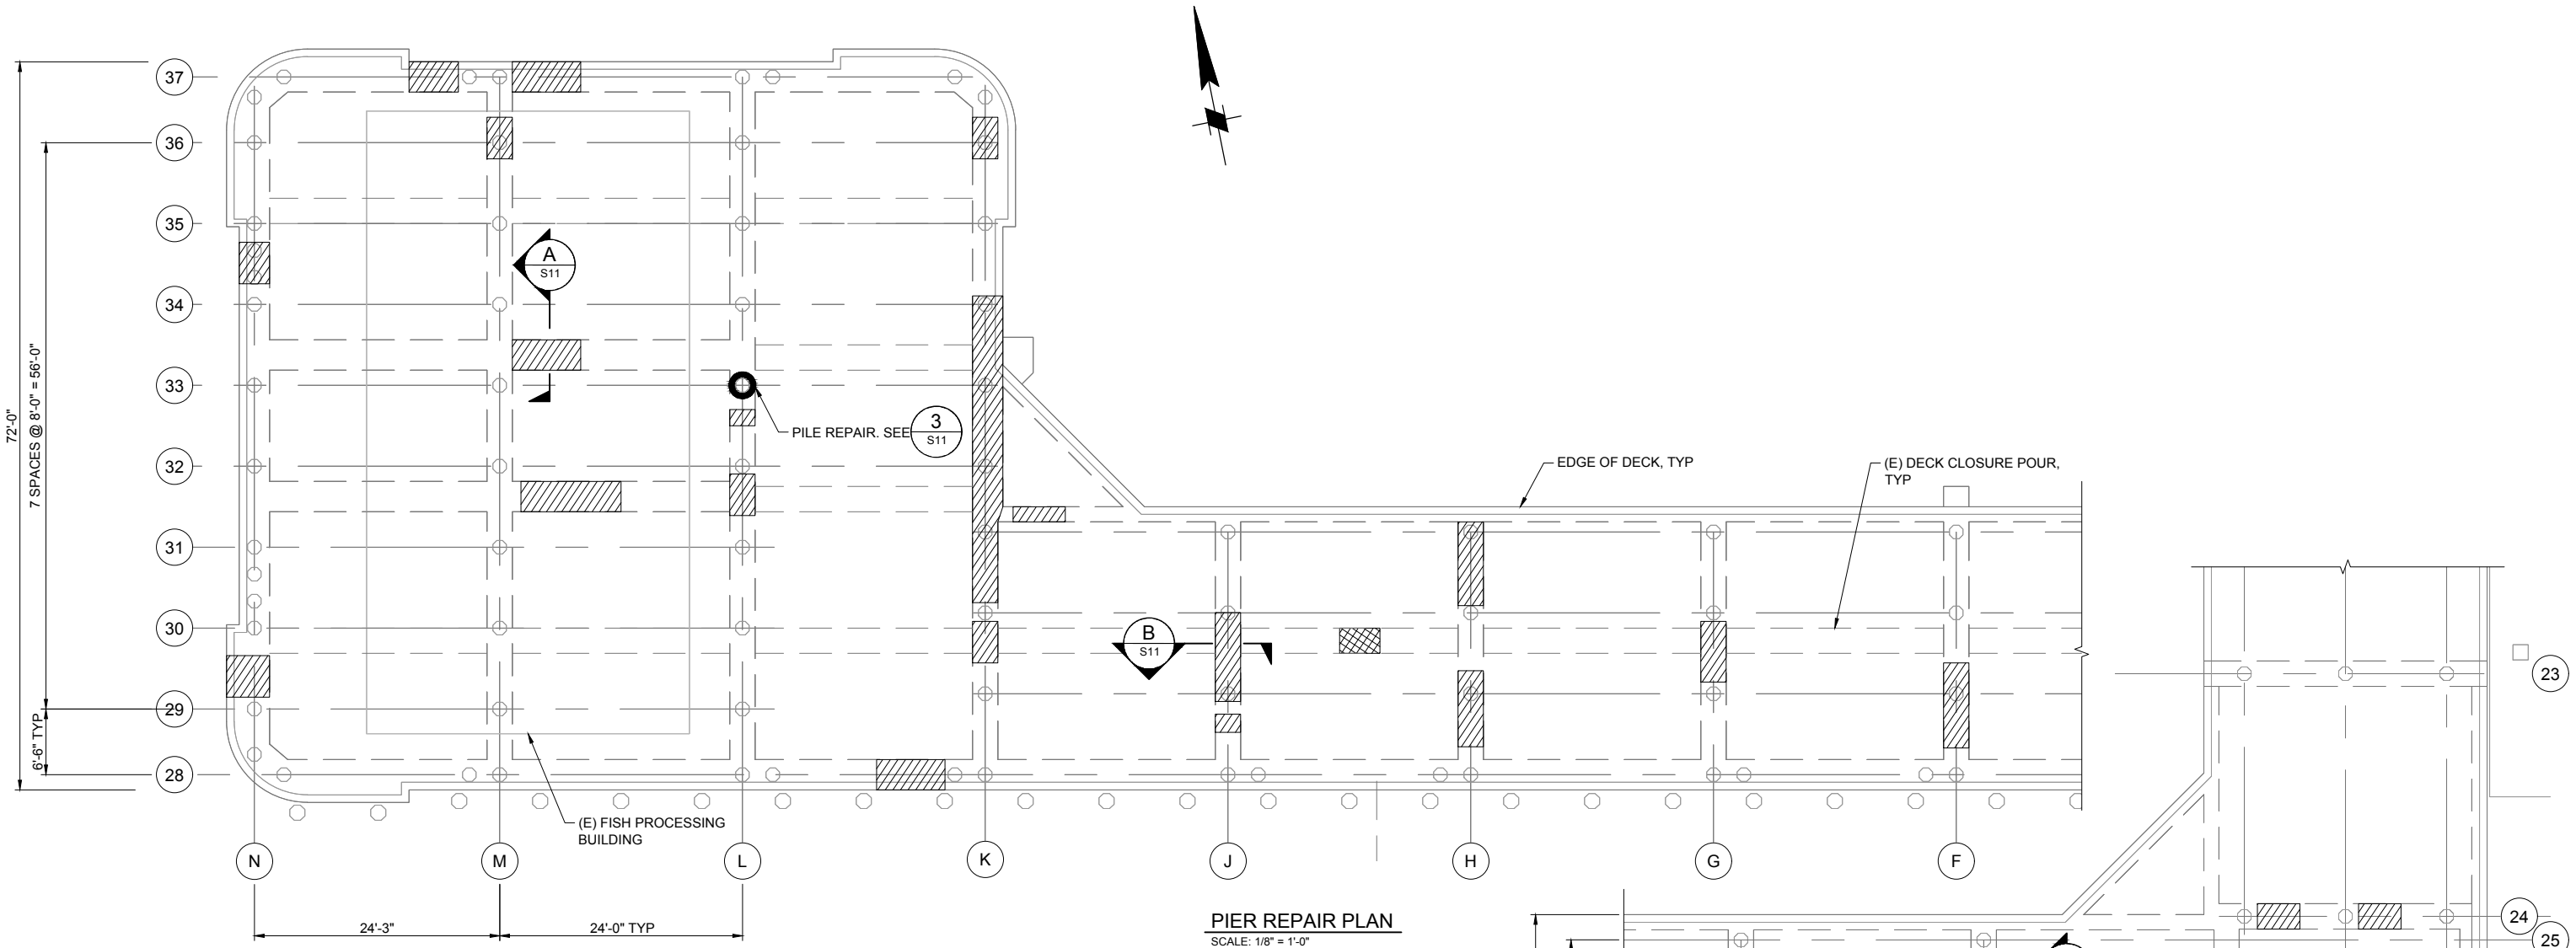 37
36
35
34
33
32
31
30
29
28
72'-0"
7 SPACES @ 8'-0" = 56'-0"
6'-6" TYP
A
S11
PILE REPAIR. SEE
3
S11
EDGE OF DECK, TYP
(E) DECK CLOSURE POUR,
TYP
B
S11
23
(E) FISH PROCESSING
BUILDING
N
M
L
K
J
H
G
F
24'-3"
24'-0" TYP
PIER REPAIR PLAN
SCALE: 1/8" = 1'-0"
24
25